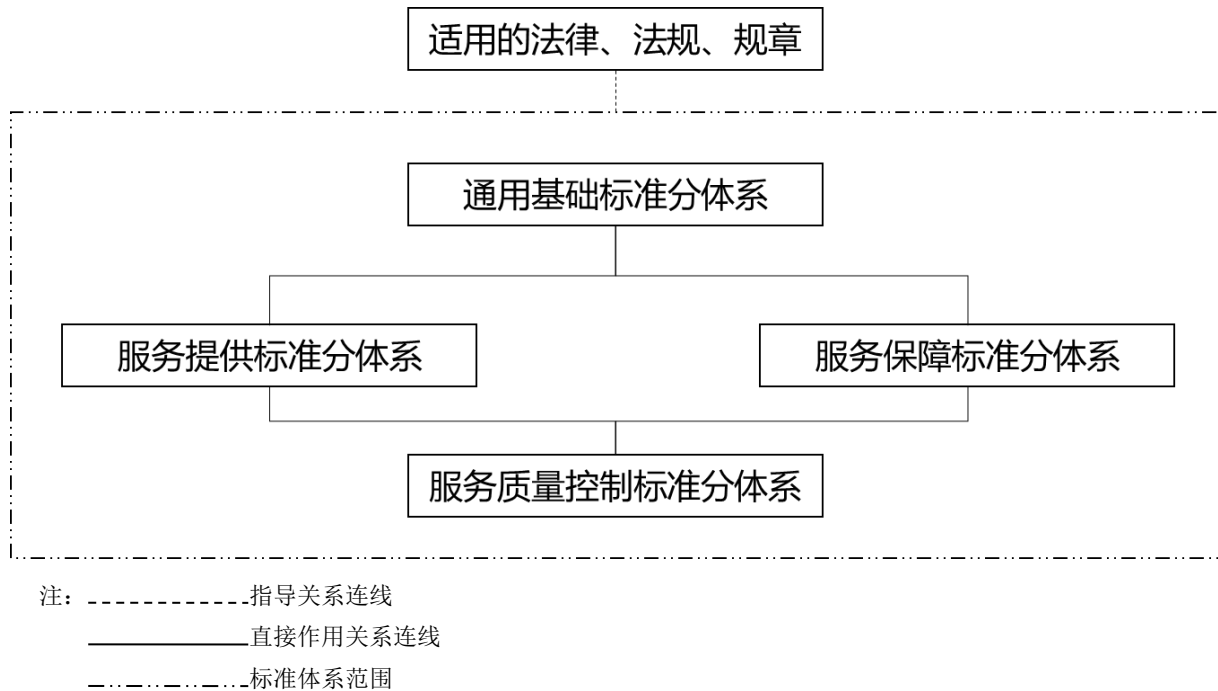 适用的法律、法规、规章
通用基础标准分体系
服务提供标准分体系
服务保障标准分体系
服务质量控制标准分体系
注:
指导关系连线
直接作用关系连线
标准体系范围